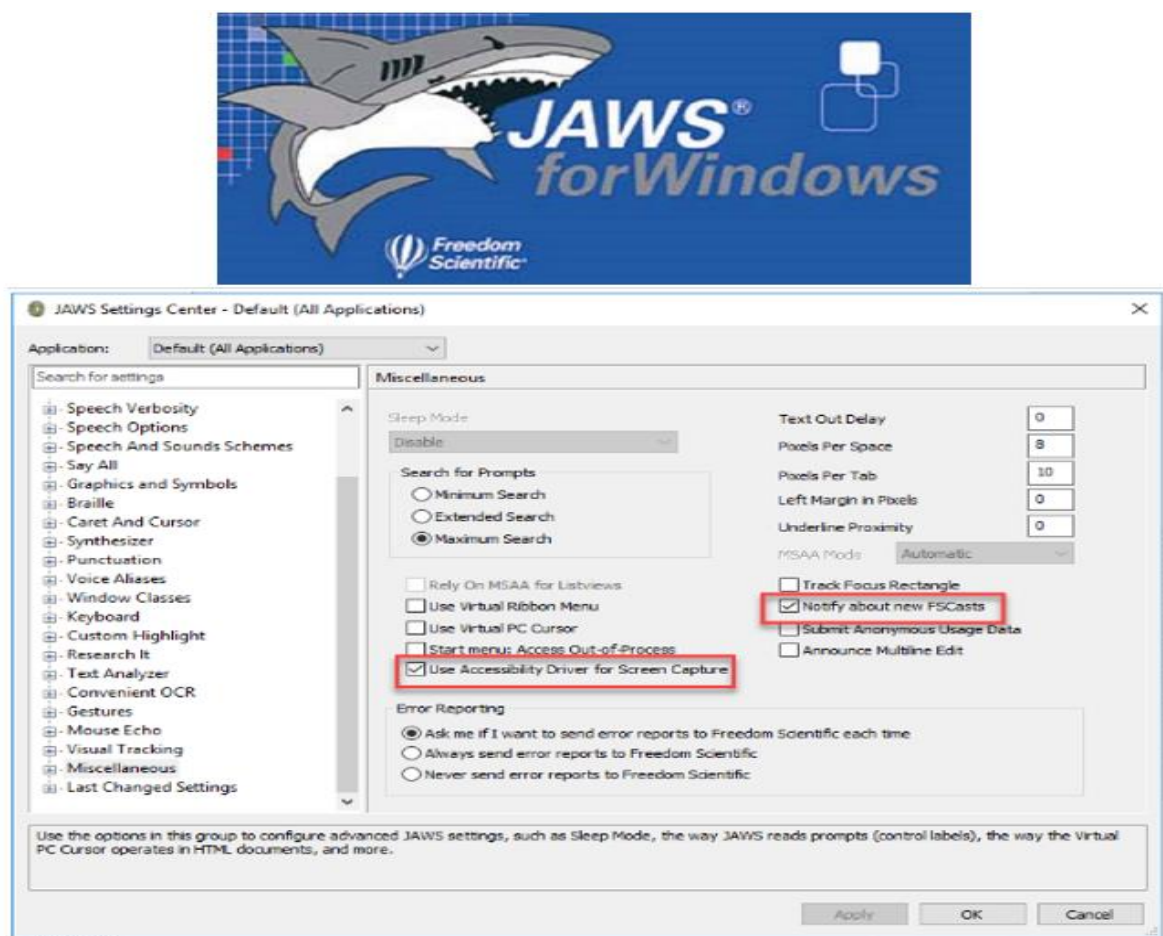 JAWS®
for Windows
Freedom
Scientific®
JAWS Settings Center - Default (All Applications)
Application: Default (All Applications)
Search for settings
Speech Verbosity
Speech Options
Speech And Sounds Schemes
Say All
Graphics and Symbols
Braille
Caret And Cursor
Synthesizer
Punctuation
Voice Aliases
Window Classes
Keyboard
Custom Highlight
Research It
Text Analyzer
Convenient OCR
Gestures
Mouse Echo
Visual Tracking
Miscellaneous
Last Changed Settings
Miscellaneous
Sleep Mode
Disable
Search for Prompts
Minimum Search
Extended Search
Maximum Search
Text Out Delay 0
Pixels Per Space 8
Pixels Per Tab 10
Left Margin in Pixels 0
Underline Proximity 0
MSAA Mode Automatic
Rely On MSAA for Listviews
Use Virtual Ribbon Menu
Use Virtual PC Cursor
Start menu: Access Out-of-Process
Use Accessibility Driver for Screen Capture
Track Focus Rectangle
Notify about new FSCasts
Submit Anonymous Usage Data
Announce Multiline Edit
Error Reporting
Ask me if I want to send error reports to Freedom Scientific each time
Always send error reports to Freedom Scientific
Never send error reports to Freedom Scientific
Use the options in this group to configure advanced JAWS settings, such as Sleep Mode, the way JAWS reads prompts (control labels), the way the Virtual
PC Cursor operates in HTML documents, and more.
Apply OK Cancel